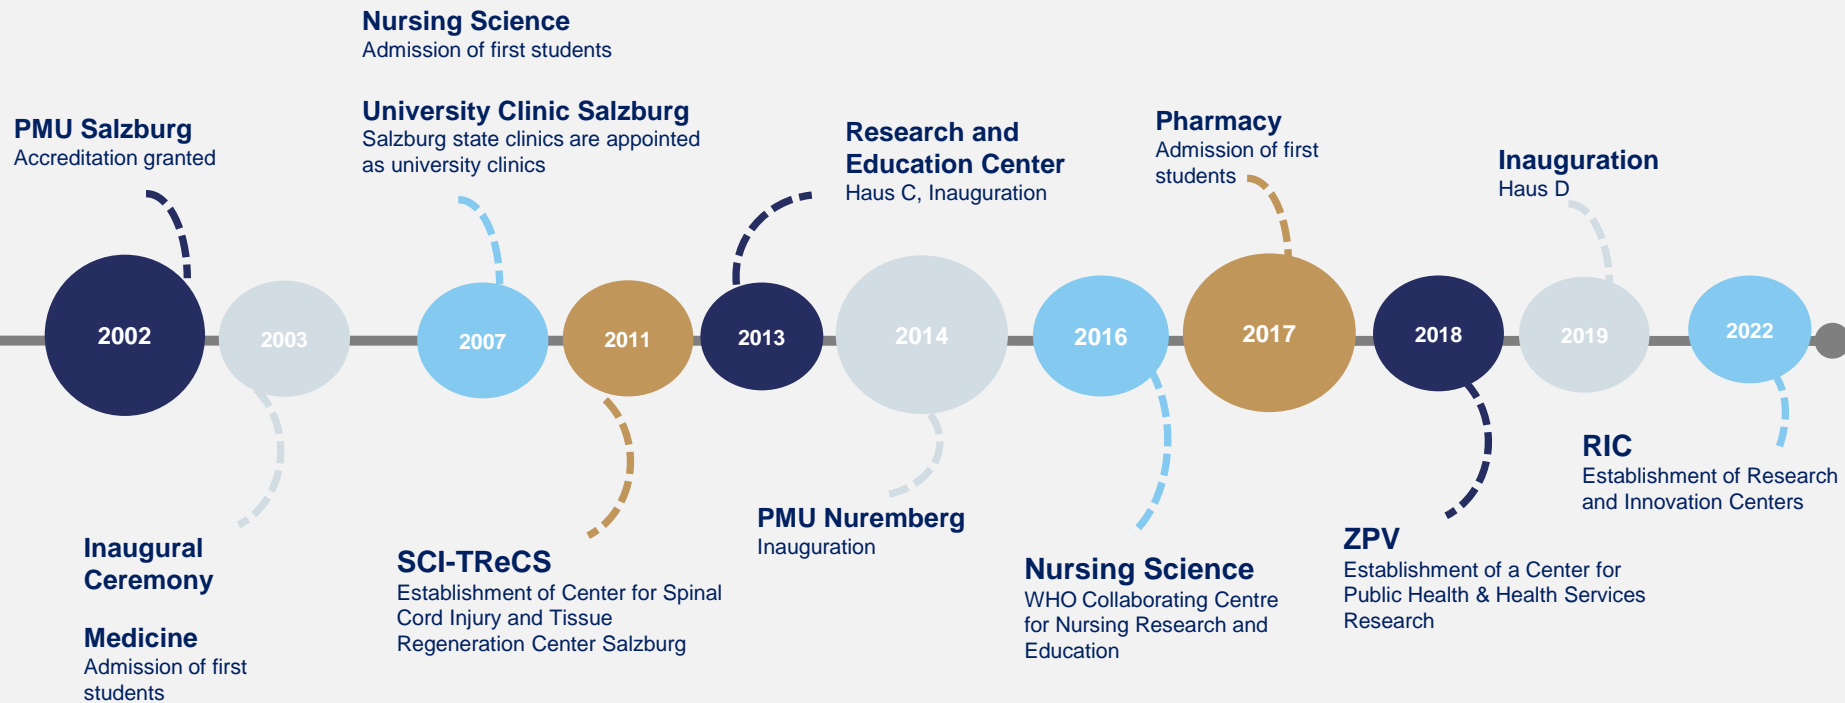 Nursing Science
Admission of first students
University Clinic Salzburg
Salzburg state clinics are appointed
as university clinics
PMU Salzburg
Accreditation granted
Research and
Education Center
Haus C, Inauguration
Pharmacy
Admission of first
students
Inauguration
Haus D
2002
2003
2007
2011
2013
2014
2016
2017
2018
2019
2022
Inaugural
Ceremony
Medicine
Admission of first
students
SCI-TReCS
Establishment of Center for Spinal
Cord Injury and Tissue
Regeneration Center Salzburg
PMU Nuremberg
Inauguration
Nursing Science
WHO Collaborating Centre
for Nursing Research and
Education
ZPV
Establishment of a Center for
Public Health & Health Services
Research
RIC
Establishment of Research
and Innovation Centers